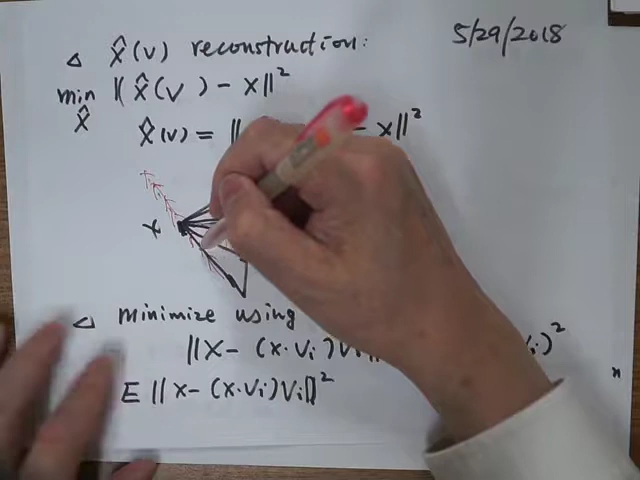 5/29/2018
△ X̂(v) reconstruction:
min ‖X̂(v) - x‖²
X̂
X̂(v) = ‖ - x‖²
x
△ minimize using
‖x - (x·vᵢ)vᵢ‖ )²
E ‖x - (x·vᵢ)vᵢ‖²